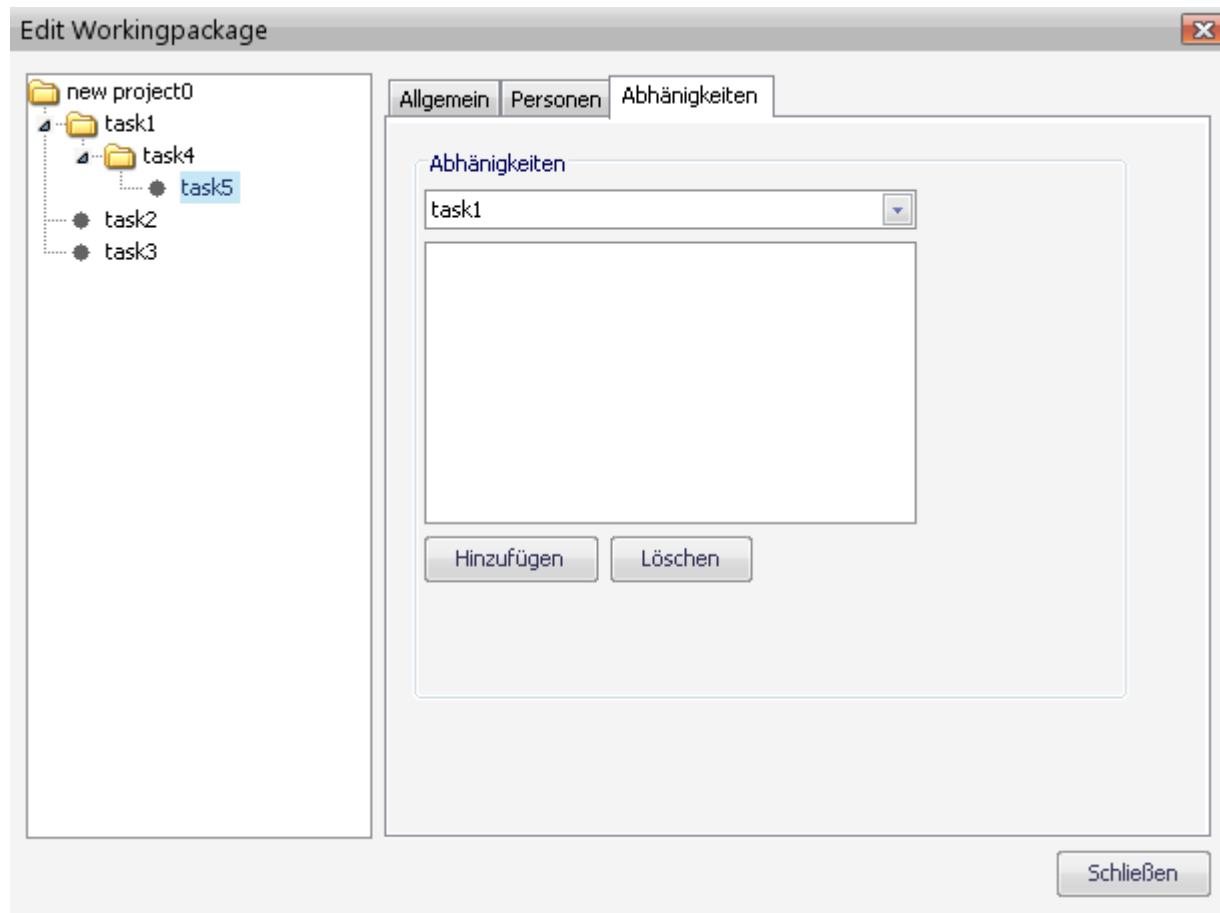 Edit Workingpackage
new project0
task1
task4
task5
task2
task3
Allgemein Personen Abhänigkeiten
Abhänigkeiten
task1
Hinzufügen Löschen
Schließen